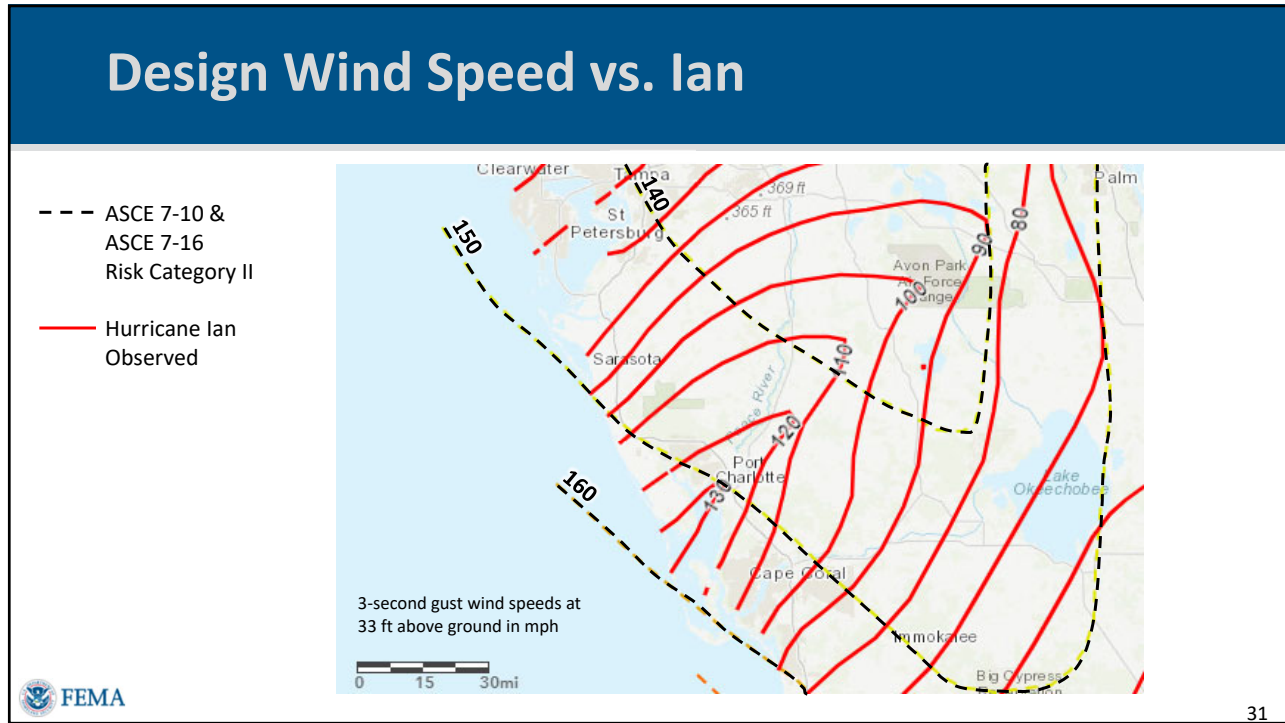 Design Wind Speed vs. Ian
ASCE 7-10 &
ASCE 7-16
Risk Category II
Hurricane Ian
Observed
Clearwater
Tampa
Palm
140
369 ft
365 ft
St
Petersburg
150
80
90
Avon Park
Air Force
Range
100
Sarasota
110
Peace River
120
Port
Charlotte
Lake
Okeechobee
160
130
Cape Coral
3-second gust wind speeds at
33 ft above ground in mph
Immokalee
Big Cypress
0 15 30mi
FEMA
31